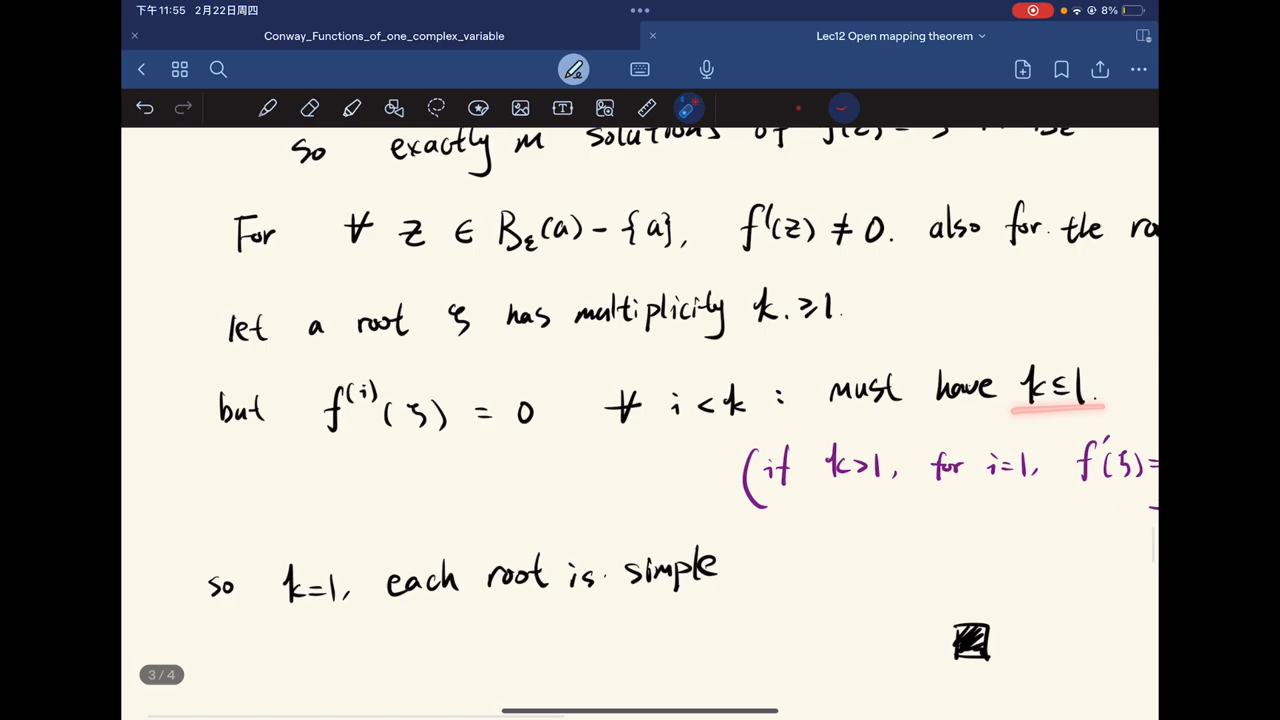 下午11:55 2月22日周四
8%
Conway_Functions_of_one_complex_variable
Lec12 Open mapping theorem
so exactly m solutions of
For ∀ z ∈ Bε(a) - {a}, f'(z) ≠ 0. also for the
let a root ζ has multiplicity k. ≥1.
but f^(i)(ζ) = 0 ∀ i < k : must have k≤1.
(if k>1, for i=1, f'(ζ)=
so k=1, each root is simple
3 / 4